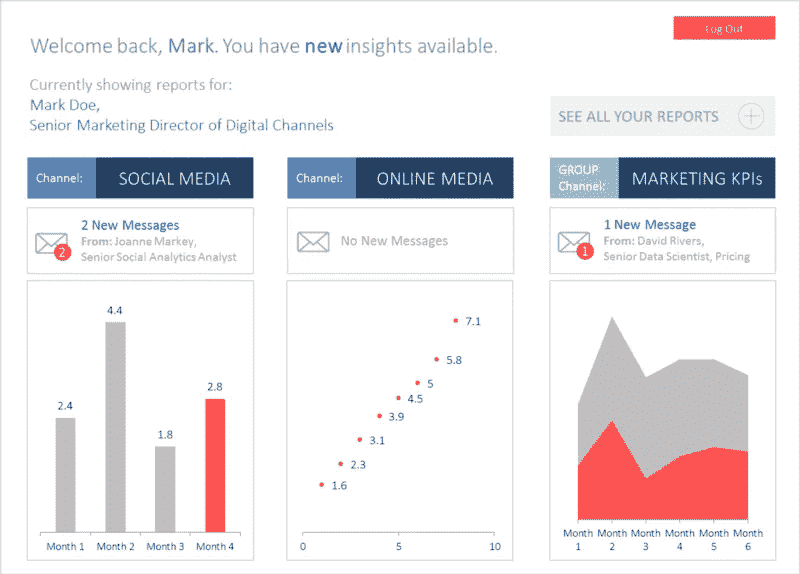 Log Out
Welcome back, Mark. You have new insights available.
Currently showing reports for:
Mark Doe,
Senior Marketing Director of Digital Channels
SEE ALL YOUR REPORTS
Channel:
SOCIAL MEDIA
2 New Messages
2
From: Joanne Markey,
Senior Social Analytics Analyst
2.4
4.4
1.8
2.8
Month 1
Month 2
Month 3
Month 4
Channel:
ONLINE MEDIA
No New Messages
7.1
5.8
5
4.5
3.9
3.1
2.3
1.6
0
5
10
GROUP
Channel:
MARKETING KPIs
1 New Message
1
From: David Rivers,
Senior Data Scientist, Pricing
Month
1
Month
2
Month
3
Month
4
Month
5
Month
6